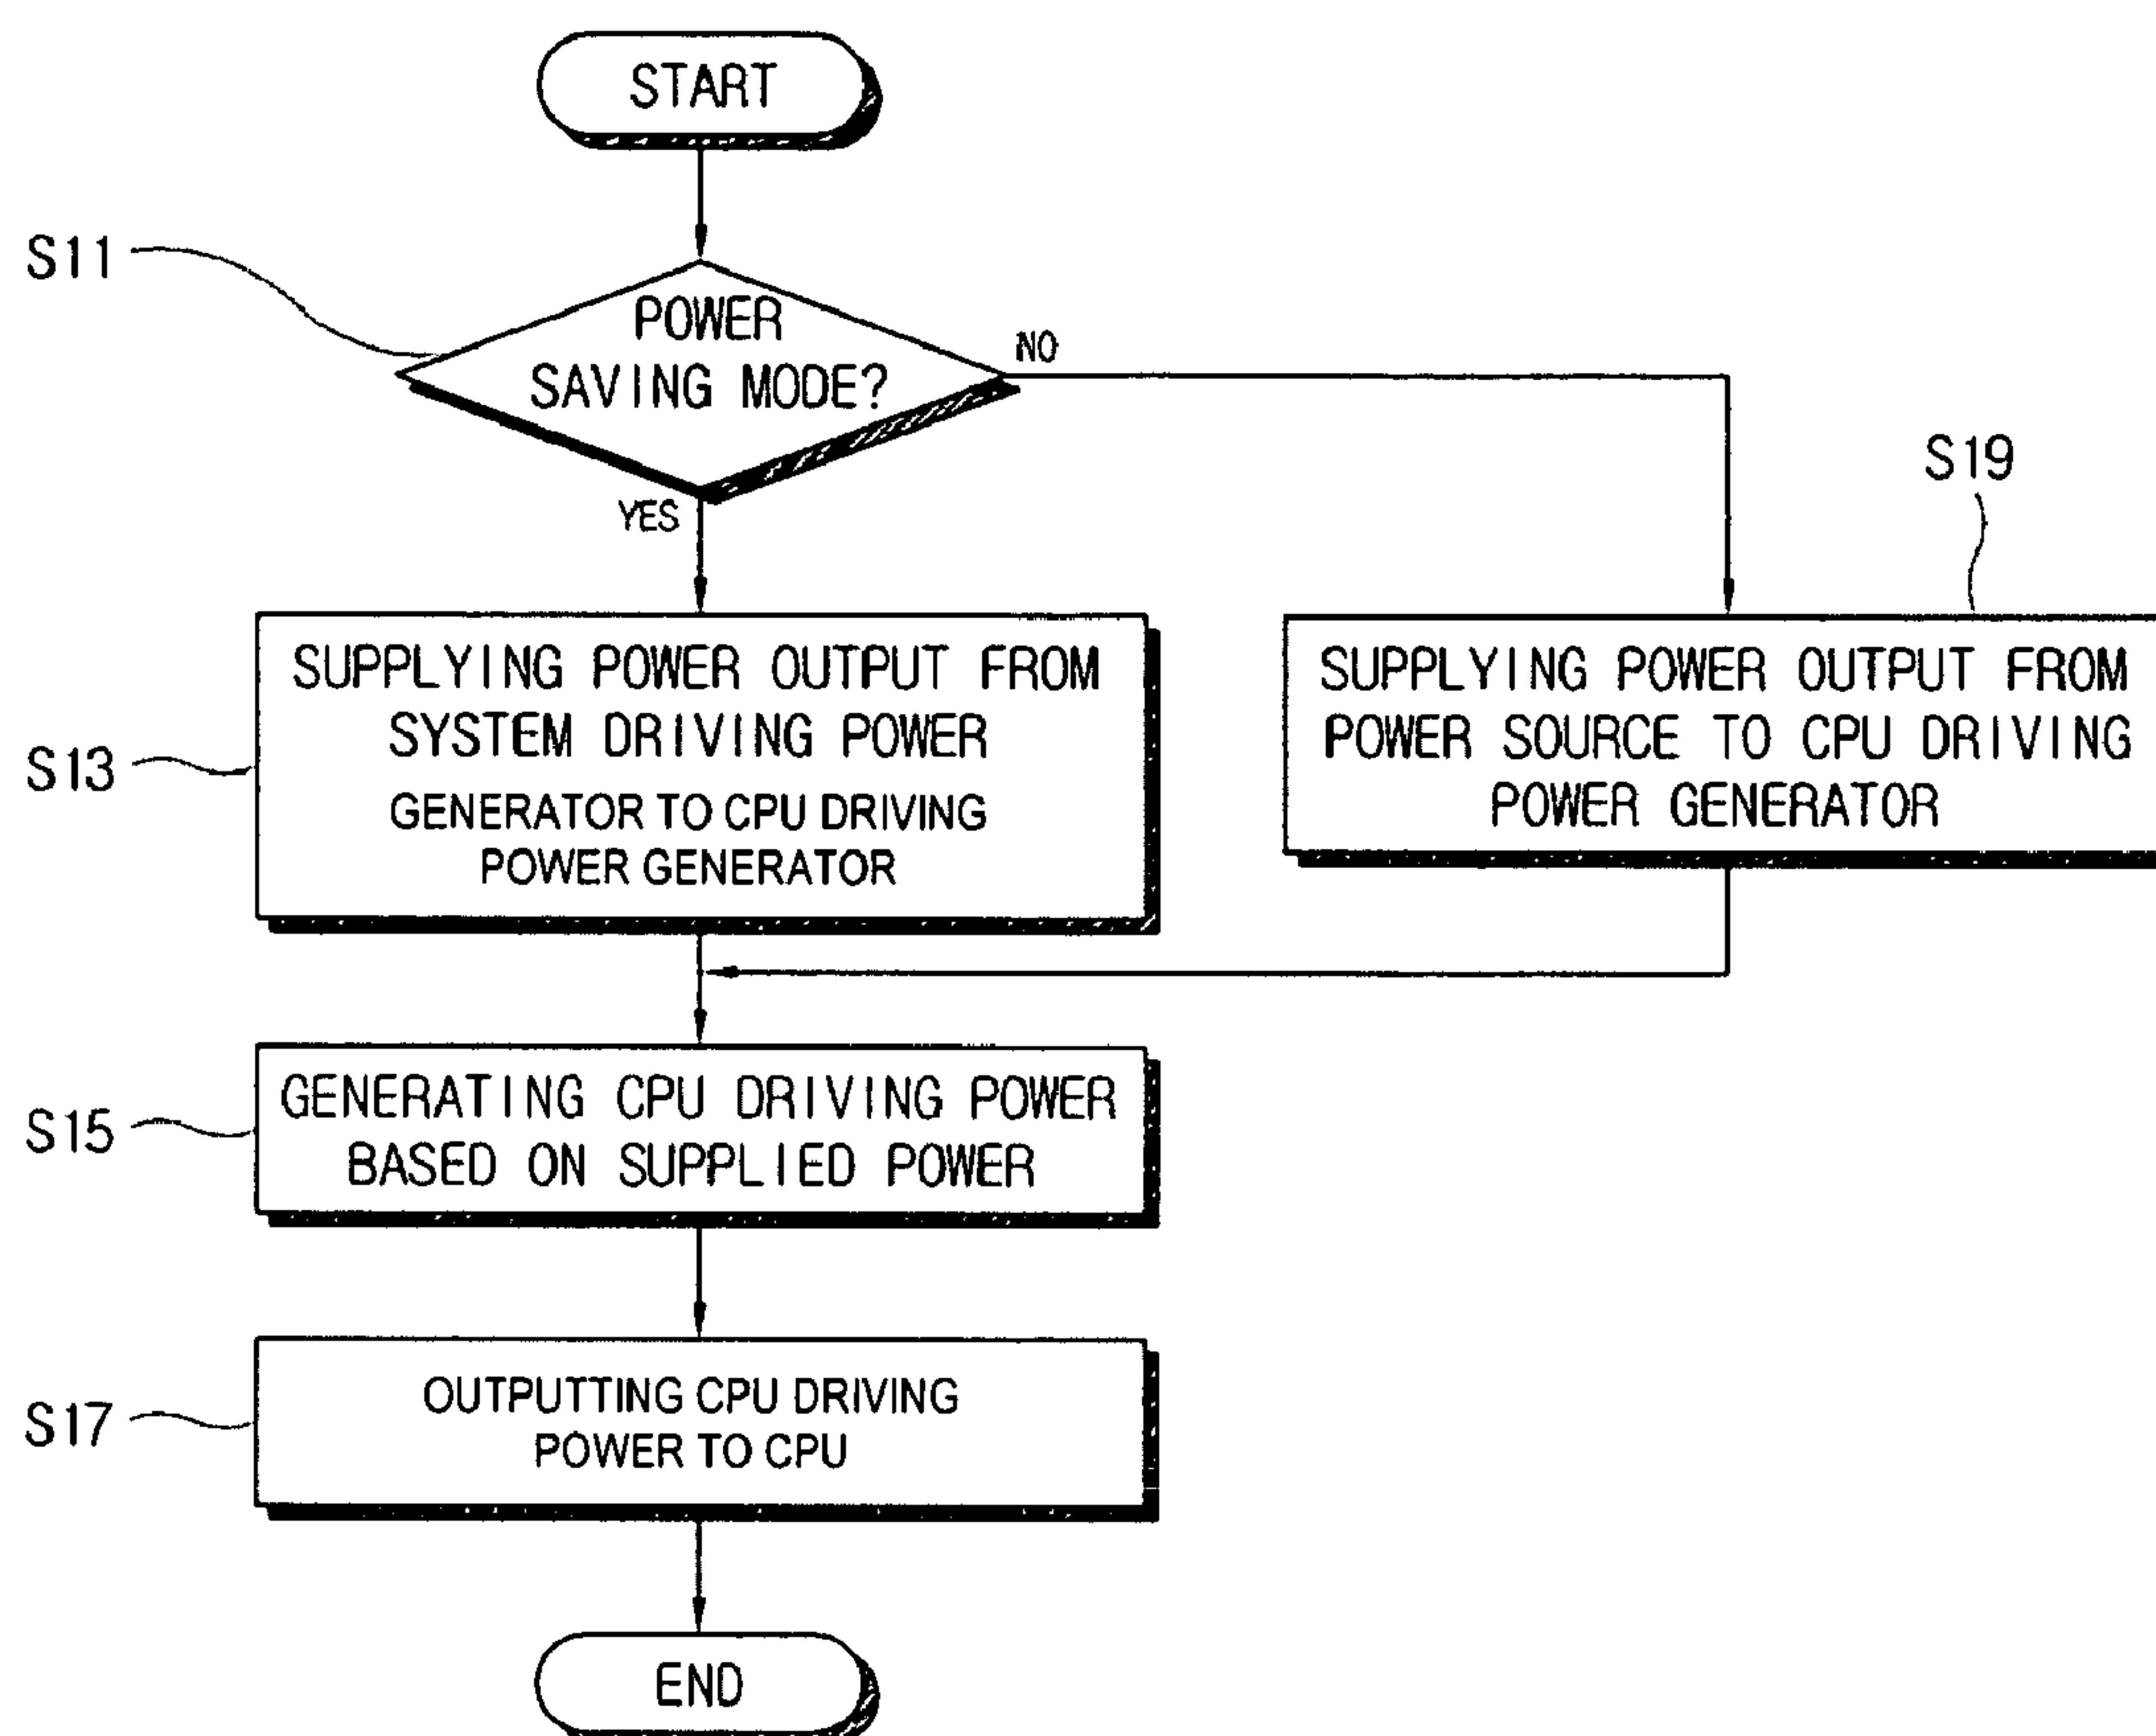 START
S11
POWER
SAVING MODE?
NO
YES
S19
S13
SUPPLYING POWER OUTPUT FROM
SYSTEM DRIVING POWER
GENERATOR TO CPU DRIVING
POWER GENERATOR
SUPPLYING POWER OUTPUT FROM
POWER SOURCE TO CPU DRIVING
POWER GENERATOR
S15
GENERATING CPU DRIVING POWER
BASED ON SUPPLIED POWER
S17
OUTPUTTING CPU DRIVING
POWER TO CPU
END